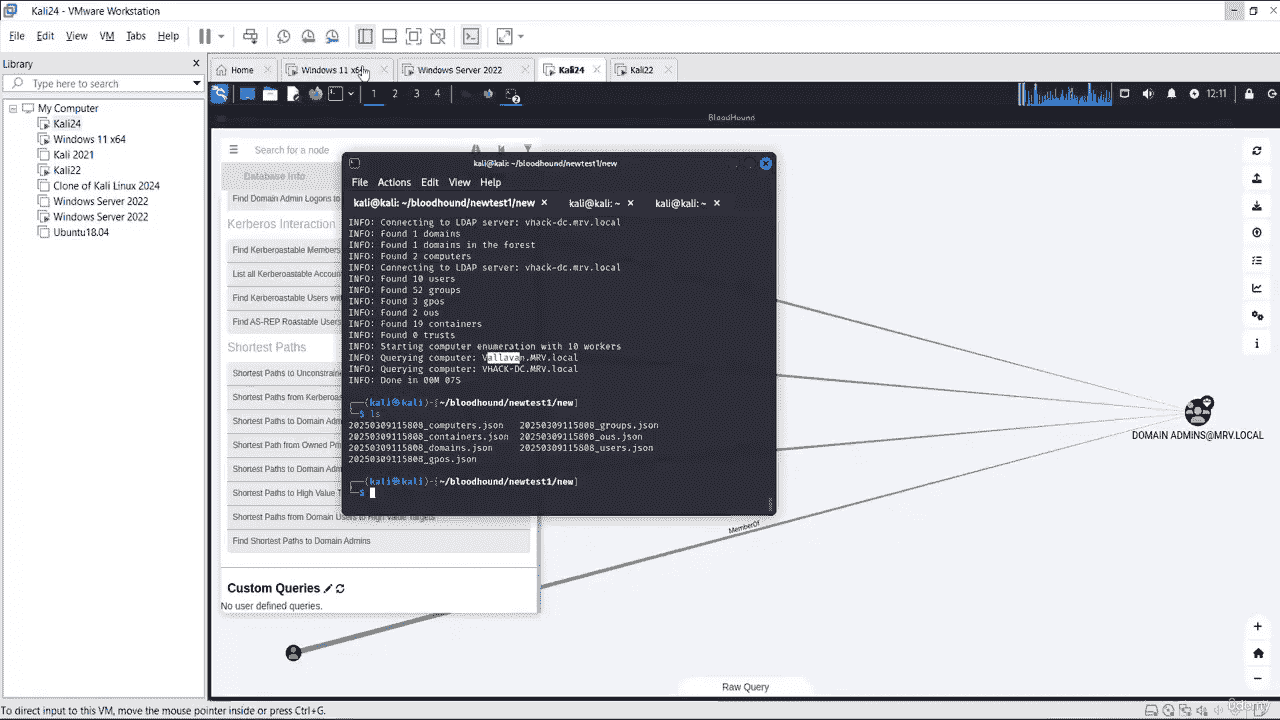 Kali24 - VMware Workstation
File Edit View VM Tabs Help
Library
Type here to search
My Computer
Kali24
Windows 11 x64
Kali 2021
Kali22
Clone of Kali Linux 2024
Windows Server 2022
Windows Server 2022
Ubuntu18.04
Home Windows 11 x64 Windows Server 2022 Kali24 Kali22
1 2 3 4 12:11
BloodHound
Search for a node
Database Info
Find Domain Admin Logons to
Kerberos Interaction
Find Kerberoastable Members
List all Kerberoastable Accoun
Find Kerberoastable Users wit
Find AS-REP Roastable Users
Shortest Paths
Shortest Paths to Unconstraine
Shortest Paths from Kerberoas
Shortest Paths to Domain Adm
Shortest Path from Owned Prin
Shortest Paths to Domain Adm
Shortest Paths to High Value T
Shortest Paths from Domain Users to High Value Targets
Find Shortest Paths to Domain Admins
Custom Queries
No user defined queries.
kali@kali: ~/bloodhound/newtest1/new
File Actions Edit View Help
kali@kali: ~/bloodhound/newtest1/new × kali@kali: ~ × kali@kali: ~ ×
INFO: Connecting to LDAP server: vhack-dc.mrv.local
INFO: Found 1 domains
INFO: Found 1 domains in the forest
INFO: Found 2 computers
INFO: Connecting to LDAP server: vhack-dc.mrv.local
INFO: Found 10 users
INFO: Found 52 groups
INFO: Found 3 gpos
INFO: Found 2 ous
INFO: Found 19 containers
INFO: Found 0 trusts
INFO: Starting computer enumeration with 10 workers
INFO: Querying computer: Vallavan.MRV.local
INFO: Querying computer: VHACK-DC.MRV.local
INFO: Done in 00M 07S
(kali㉿kali)-[~/bloodhound/newtest1/new]
$ ls
20250309115808_computers.json 20250309115808_groups.json
20250309115808_containers.json 20250309115808_ous.json
20250309115808_domains.json 20250309115808_users.json
20250309115808_gpos.json
(kali㉿kali)-[~/bloodhound/newtest1/new]
$
DOMAIN ADMINS@MRV.LOCAL
MemberOf
Raw Query
To direct input to this VM, move the mouse pointer inside or press Ctrl+G.
udemy